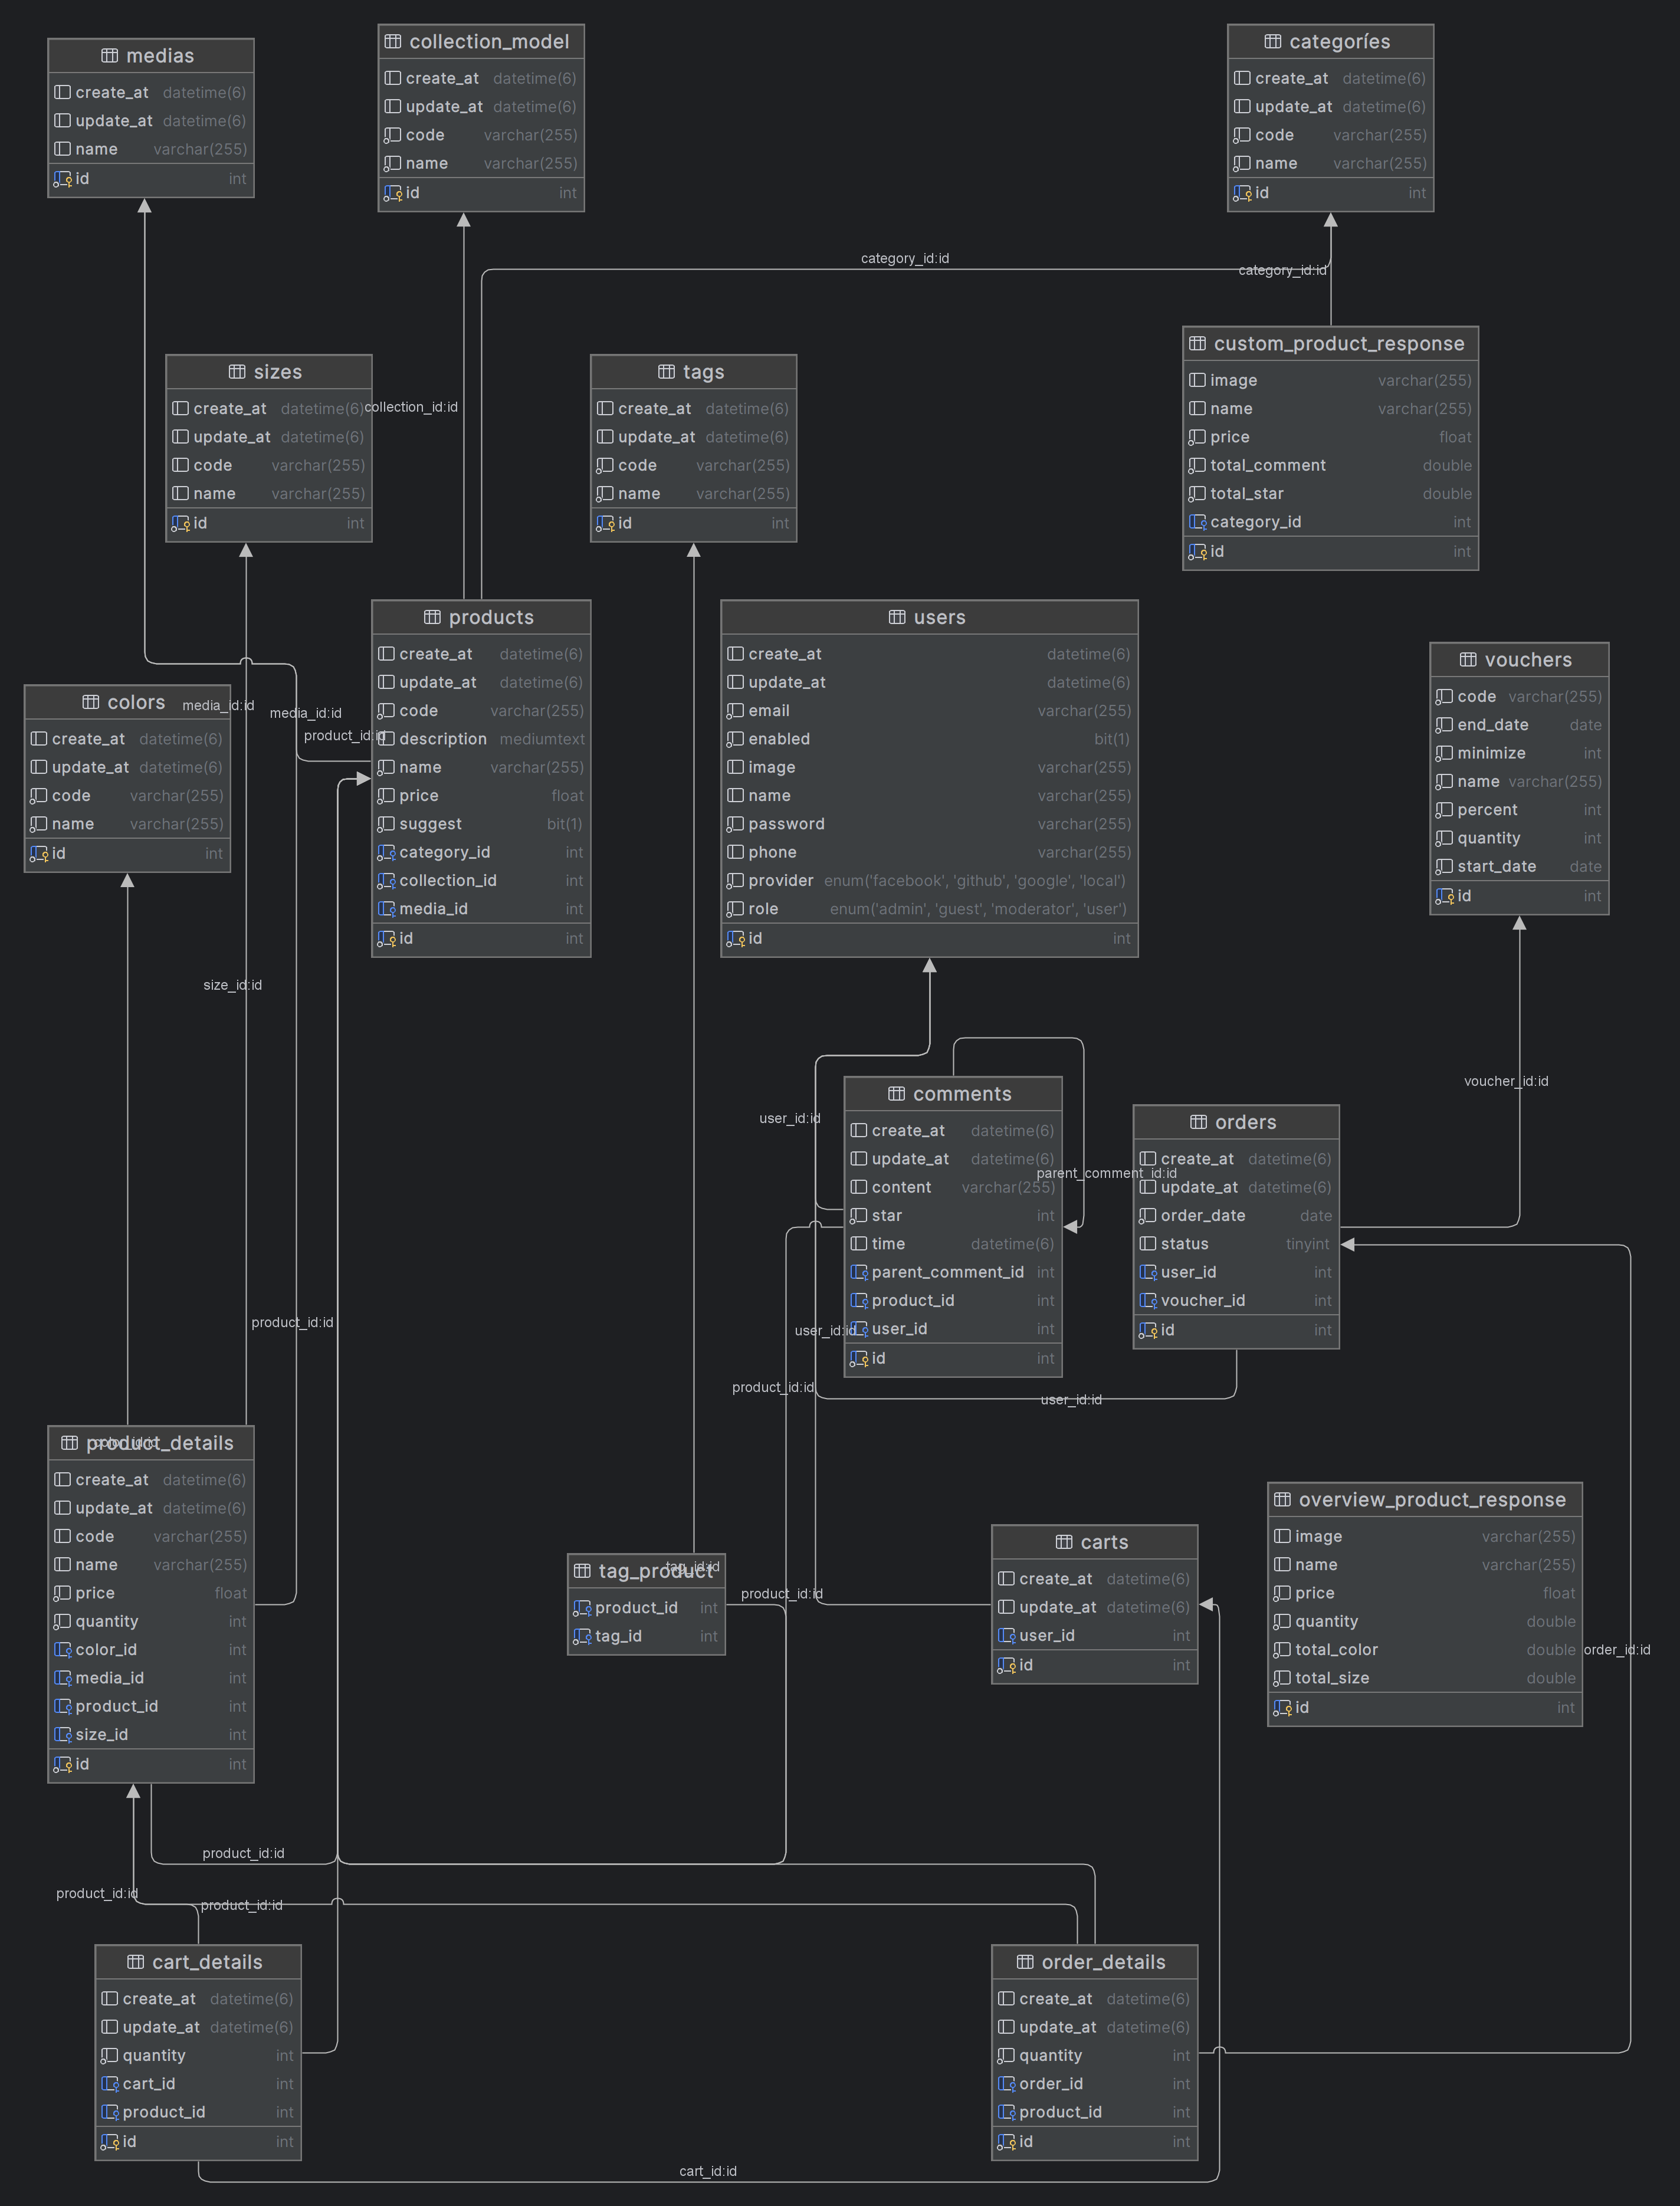 medias
create_at datetime(6)
update_at datetime(6)
name varchar(255)
id int
collection_model
create_at datetime(6)
update_at datetime(6)
code varchar(255)
name varchar(255)
id int
categoríes
create_at datetime(6)
update_at datetime(6)
code varchar(255)
name varchar(255)
id int
category_id:id
category_id:id
custom_product_response
image varchar(255)
name varchar(255)
price float
total_comment double
total_star double
category_id int
id int
sizes
create_at datetime(6)
update_at datetime(6)
code varchar(255)
name varchar(255)
id int
collection_id:id
tags
create_at datetime(6)
update_at datetime(6)
code varchar(255)
name varchar(255)
id int
products
create_at datetime(6)
update_at datetime(6)
code varchar(255)
description mediumtext
name varchar(255)
price float
suggest bit(1)
category_id int
collection_id int
media_id int
id int
users
create_at datetime(6)
update_at datetime(6)
email varchar(255)
enabled bit(1)
image varchar(255)
name varchar(255)
password varchar(255)
phone varchar(255)
provider enum('facebook', 'github', 'google', 'local')
role enum('admin', 'guest', 'moderator', 'user')
id int
vouchers
code varchar(255)
end_date date
minimize int
name varchar(255)
percent int
quantity int
start_date date
id int
colors
create_at datetime(6)
update_at datetime(6)
code varchar(255)
name varchar(255)
id int
media_id:id
media_id:id
product_id:id
size_id:id
voucher_id:id
comments
create_at datetime(6)
update_at datetime(6)
content varchar(255)
star int
time datetime(6)
parent_comment_id int
product_id int
user_id int
id int
user_id:id
parent_comment_id:id
orders
create_at datetime(6)
update_at datetime(6)
order_date date
status tinyint
user_id int
voucher_id int
id int
product_id:id
user_id:id
product_id:id
user_id:id
product_details
color_id:id
create_at datetime(6)
update_at datetime(6)
code varchar(255)
name varchar(255)
price float
quantity int
color_id int
media_id int
product_id int
size_id int
id int
tag_product
tag_id:id
product_id int
tag_id int
product_id:id
carts
create_at datetime(6)
update_at datetime(6)
user_id int
id int
overview_product_response
image varchar(255)
name varchar(255)
price float
quantity double
total_color double
total_size double
id int
order_id:id
product_id:id
product_id:id
product_id:id
cart_details
create_at datetime(6)
update_at datetime(6)
quantity int
cart_id int
product_id int
id int
order_details
create_at datetime(6)
update_at datetime(6)
quantity int
order_id int
product_id int
id int
cart_id:id